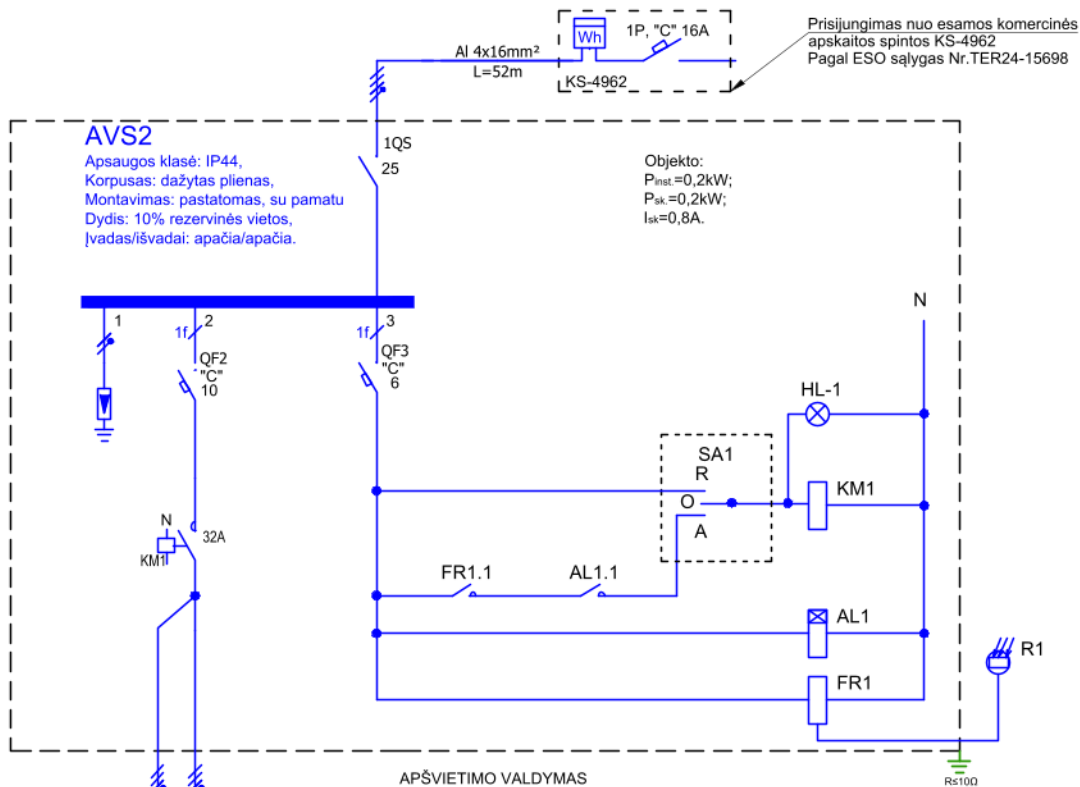 Prisijungimas nuo esamos komercinės
apskaitos spintos KS-4962
Pagal ESO sąlygas Nr.TER24-15698
Wh
1P, "C" 16A
KS-4962
Al 4x16mm²
L=52m
AVS2
Apsaugos klasė: IP44,
Korpusas: dažytas plienas,
Montavimas: pastatomas, su pamatu
Dydis: 10% rezervinės vietos,
Įvadas/išvadai: apačia/apačia.
1QS
25
Objekto:
Pinst.=0,2kW;
Psk.=0,2kW;
Isk=0,8A.
1
1f
2
1f
3
QF2
"C"
10
QF3
"C"
6
N
HL-1
SA1
R
O
A
KM1
N
KM1
32A
FR1.1
AL1.1
AL1
FR1
R1
APŠVIETIMO VALDYMAS
R≤10Ω